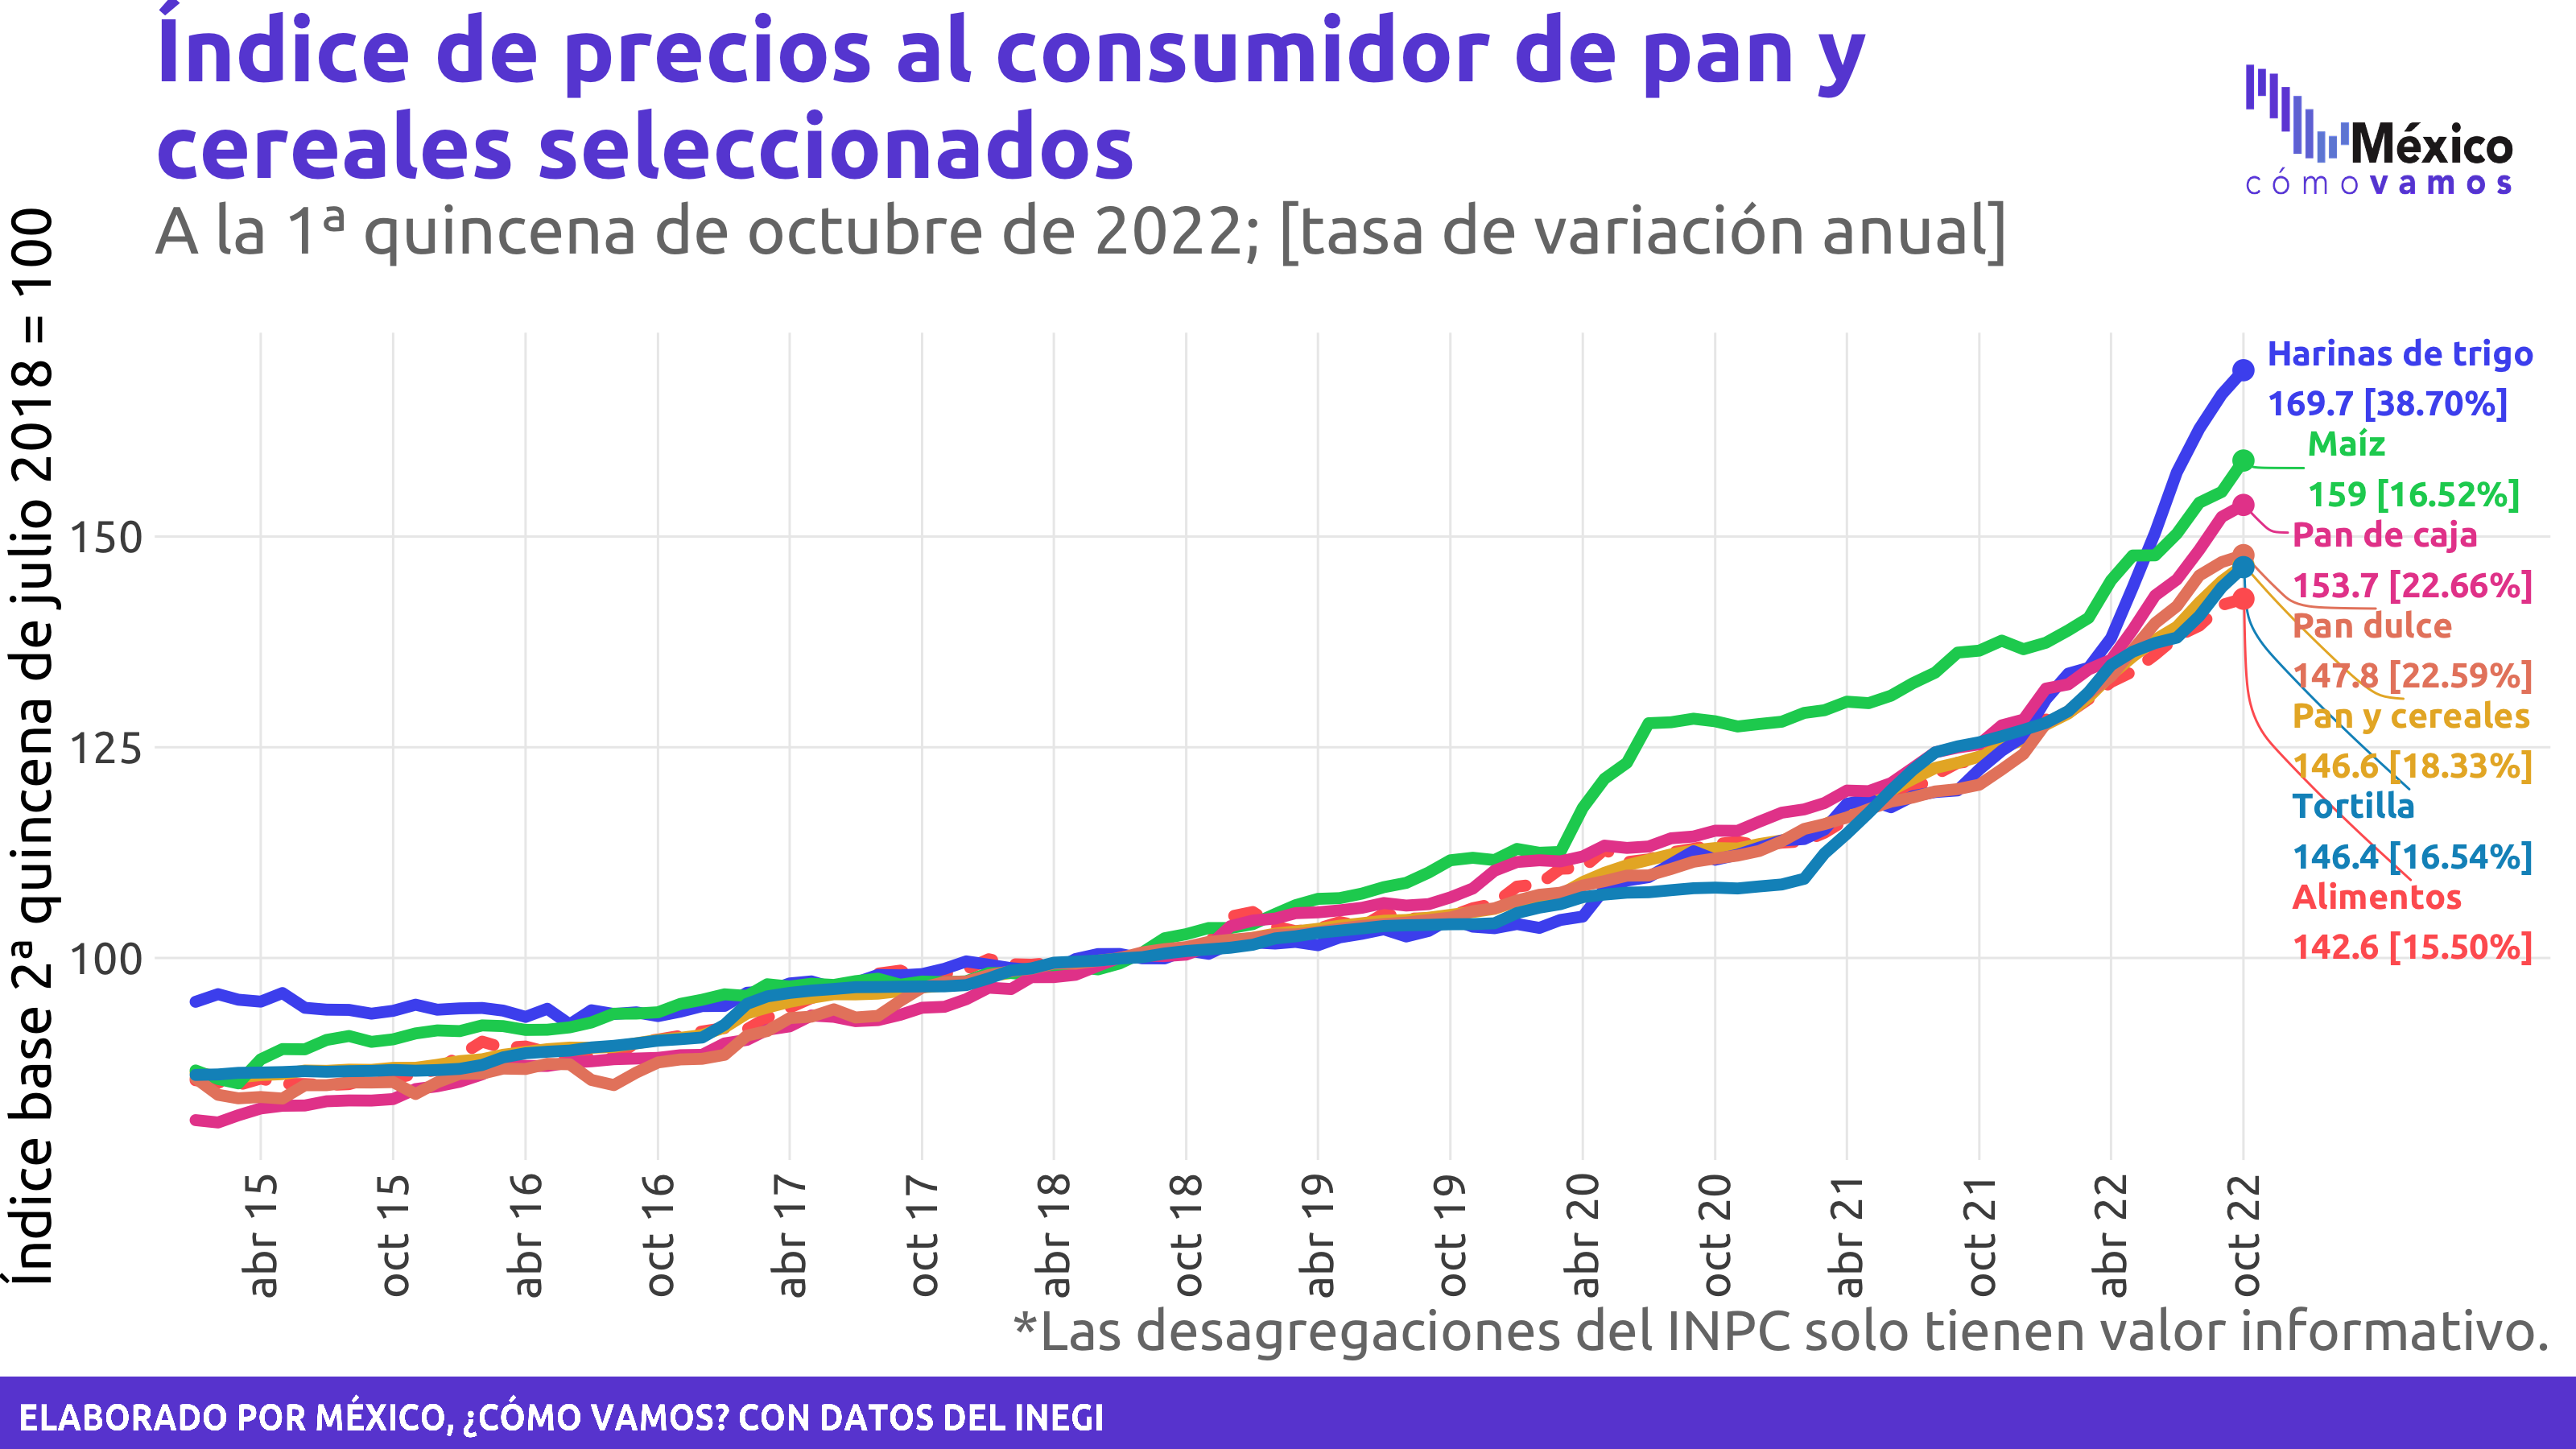 Índice de precios al consumidor de pan y
cereales seleccionados
A la 1ª quincena de octubre de 2022; [tasa de variación anual]
México
cómo vamos
Índice base 2ª quincena de julio 2018 = 100
150
125
100
Harinas de trigo
169.7 [38.70%]
Maíz
159 [16.52%]
Pan de caja
153.7 [22.66%]
Pan dulce
147.8 [22.59%]
Pan y cereales
146.6 [18.33%]
Tortilla
146.4 [16.54%]
Alimentos
142.6 [15.50%]
abr 15
oct 15
abr 16
oct 16
abr 17
oct 17
abr 18
oct 18
abr 19
oct 19
abr 20
oct 20
abr 21
oct 21
abr 22
oct 22
*Las desagregaciones del INPC solo tienen valor informativo.
ELABORADO POR MÉXICO, ¿CÓMO VAMOS? CON DATOS DEL INEGI